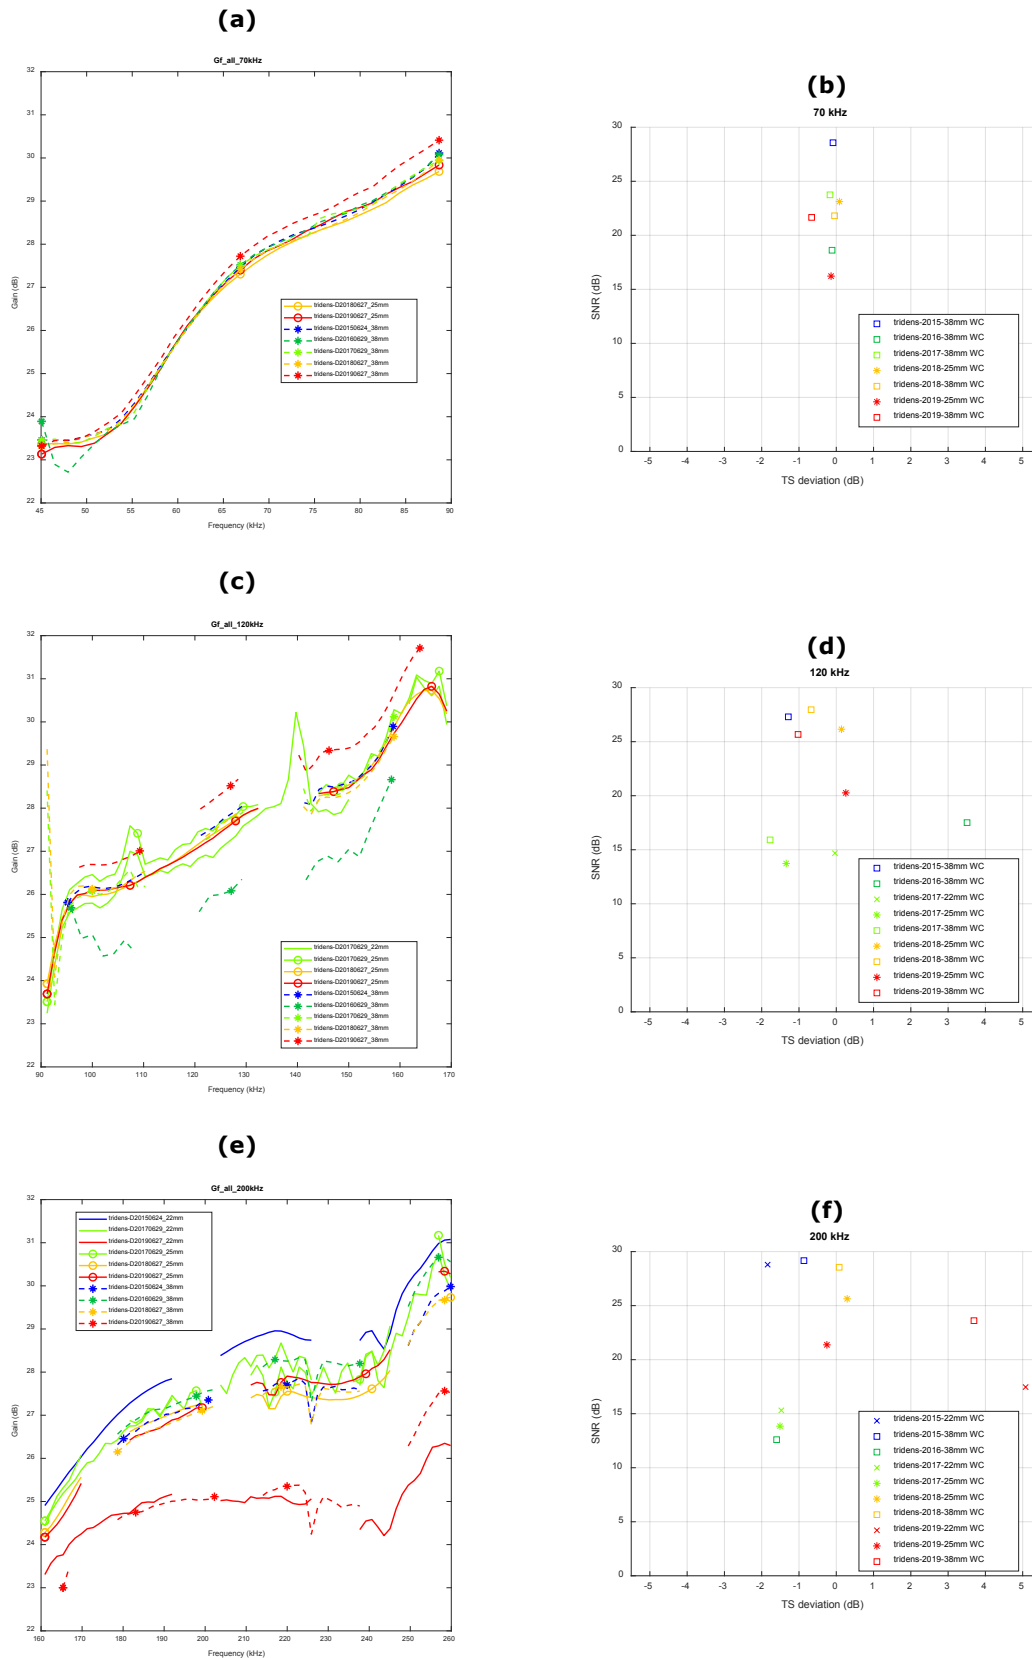 (a)
Gf_all_70kHz
32
31
30
29
28
27
26
25
24
23
22
Gain (dB)
45 50 55 60 65 70 75 80 85 90
Frequency (kHz)
tridens-D20180627_25mm
tridens-D20190627_25mm
tridens-D20150624_38mm
tridens-D20160629_38mm
tridens-D20170629_38mm
tridens-D20180627_38mm
tridens-D20190627_38mm
(b)
70 kHz
30
25
20
15
10
5
0
SNR (dB)
-5 -4 -3 -2 -1 0 1 2 3 4 5
TS deviation (dB)
tridens-2015-38mm WC
tridens-2016-38mm WC
tridens-2017-38mm WC
tridens-2018-25mm WC
tridens-2018-38mm WC
tridens-2019-25mm WC
tridens-2019-38mm WC
(c)
Gf_all_120kHz
32
31
30
29
28
27
26
25
24
23
22
Gain (dB)
90 100 110 120 130 140 150 160 170
Frequency (kHz)
tridens-D20170629_22mm
tridens-D20170629_25mm
tridens-D20180627_25mm
tridens-D20190627_25mm
tridens-D20150624_38mm
tridens-D20160629_38mm
tridens-D20170629_38mm
tridens-D20180627_38mm
tridens-D20190627_38mm
(d)
120 kHz
30
25
20
15
10
5
0
SNR (dB)
-5 -4 -3 -2 -1 0 1 2 3 4 5
TS deviation (dB)
tridens-2015-38mm WC
tridens-2016-38mm WC
tridens-2017-22mm WC
tridens-2017-25mm WC
tridens-2017-38mm WC
tridens-2018-25mm WC
tridens-2018-38mm WC
tridens-2019-25mm WC
tridens-2019-38mm WC
(e)
Gf_all_200kHz
32
31
30
29
28
27
26
25
24
23
22
Gain (dB)
160 170 180 190 200 210 220 230 240 250 260
Frequency (kHz)
tridens-D20150624_22mm
tridens-D20170629_22mm
tridens-D20190627_22mm
tridens-D20170629_25mm
tridens-D20180627_25mm
tridens-D20190627_25mm
tridens-D20150624_38mm
tridens-D20160629_38mm
tridens-D20180627_38mm
tridens-D20190627_38mm
(f)
200 kHz
30
25
20
15
10
5
0
SNR (dB)
-5 -4 -3 -2 -1 0 1 2 3 4 5
TS deviation (dB)
tridens-2015-22mm WC
tridens-2015-38mm WC
tridens-2016-38mm WC
tridens-2017-22mm WC
tridens-2017-25mm WC
tridens-2018-25mm WC
tridens-2018-38mm WC
tridens-2019-22mm WC
tridens-2019-25mm WC
tridens-2019-38mm WC